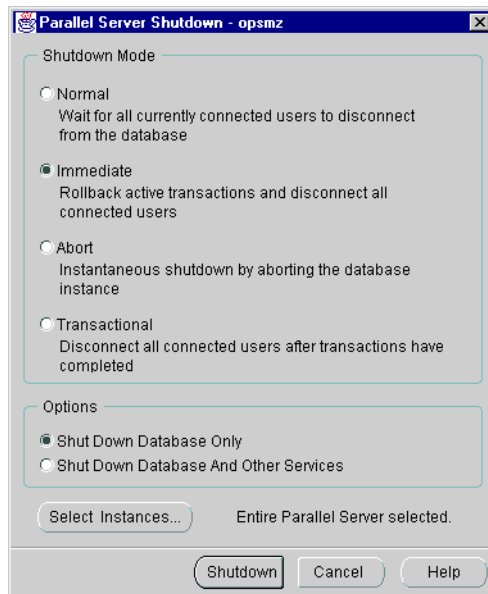 Parallel Server Shutdown - opsmz
Shutdown Mode
Normal
Wait for all currently connected users to disconnect
from the database
Immediate
Rollback active transactions and disconnect all
connected users
Abort
Instantaneous shutdown by aborting the database
instance
Transactional
Disconnect all connected users after transactions have
completed
Options
Shut Down Database Only
Shut Down Database And Other Services
Select Instances... Entire Parallel Server selected.
Shutdown Cancel Help